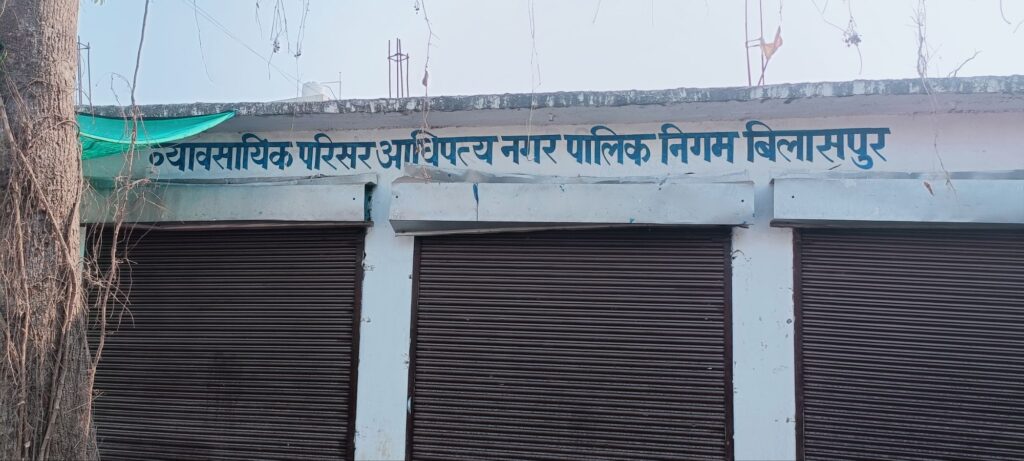 व्यावसायिक परिसर आधिपत्य नगर पालिक निगम बिलासपुर